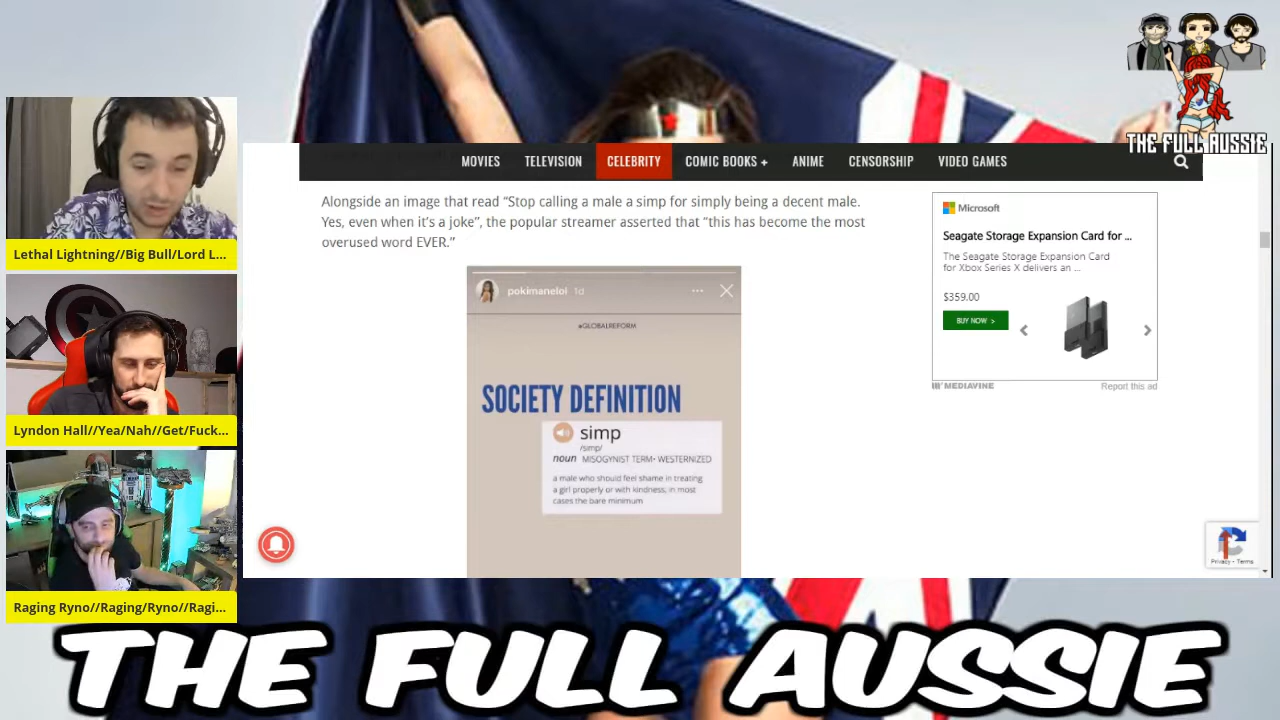 THE FULL AUSSIE
MOVIES TELEVISION CELEBRITY COMIC BOOKS + ANIME CENSORSHIP VIDEO GAMES
Alongside an image that read “Stop calling a male a simp for simply being a decent male.
Yes, even when it’s a joke”, the popular streamer asserted that “this has become the most
overused word EVER.”
pokimanelol 1d
#GLOBALREFORM
SOCIETY DEFINITION
simp
/simp/
noun MISOGYNIST TERM• WESTERNIZED
a male who should feel shame in treating
a girl properly or with kindness, in most
cases the bare minimum
Microsoft
Seagate Storage Expansion Card for ...
The Seagate Storage Expansion Card
for Xbox Series X delivers an ...
$359.00
BUY NOW >
MEDIAVINE
Report this ad
Privacy - Terms
Lethal Lightning//Big Bull/Lord L...
Lyndon Hall//Yea/Nah//Get/Fuck...
Raging Ryno//Raging/Ryno//Ragi...
THE FULL AUSSIE